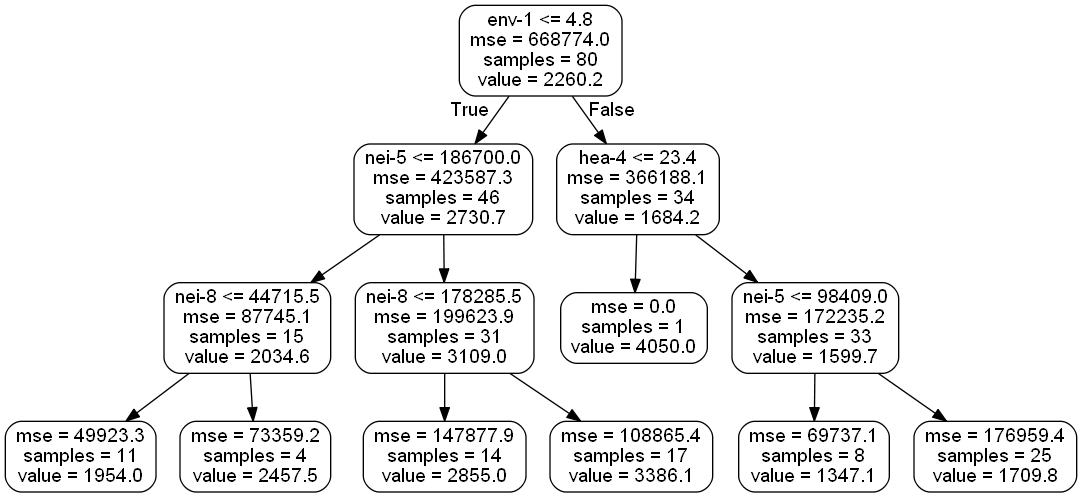 env-1 <= 4.8
mse = 668774.0
samples = 80
value = 2260.2
True
False
nei-5 <= 186700.0
mse = 423587.3
samples = 46
value = 2730.7
hea-4 <= 23.4
mse = 366188.1
samples = 34
value = 1684.2
nei-8 <= 44715.5
mse = 87745.1
samples = 15
value = 2034.6
nei-8 <= 178285.5
mse = 199623.9
samples = 31
value = 3109.0
mse = 0.0
samples = 1
value = 4050.0
nei-5 <= 98409.0
mse = 172235.2
samples = 33
value = 1599.7
mse = 49923.3
samples = 11
value = 1954.0
mse = 73359.2
samples = 4
value = 2457.5
mse = 147877.9
samples = 14
value = 2855.0
mse = 108865.4
samples = 17
value = 3386.1
mse = 69737.1
samples = 8
value = 1347.1
mse = 176959.4
samples = 25
value = 1709.8